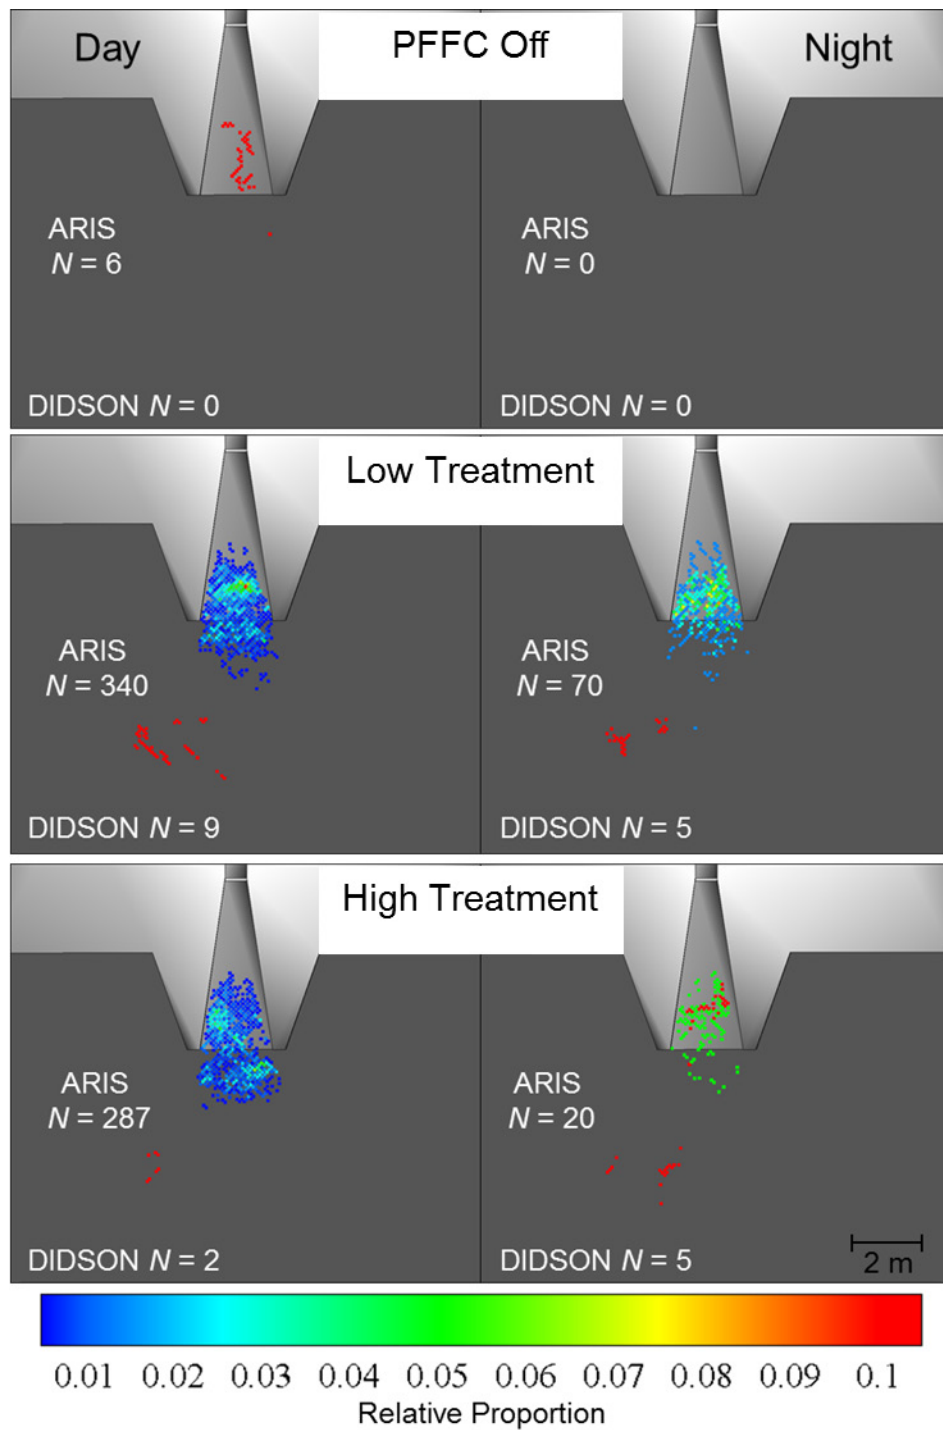 Day
PFFC Off
Night
ARIS
N = 6
ARIS
N = 0
DIDSON N = 0
DIDSON N = 0
Low Treatment
ARIS
N = 340
ARIS
N = 70
DIDSON N = 9
DIDSON N = 5
High Treatment
ARIS
N = 287
ARIS
N = 20
DIDSON N = 2
DIDSON N = 5
2 m
0.01 0.02 0.03 0.04 0.05 0.06 0.07 0.08 0.09 0.1
Relative Proportion